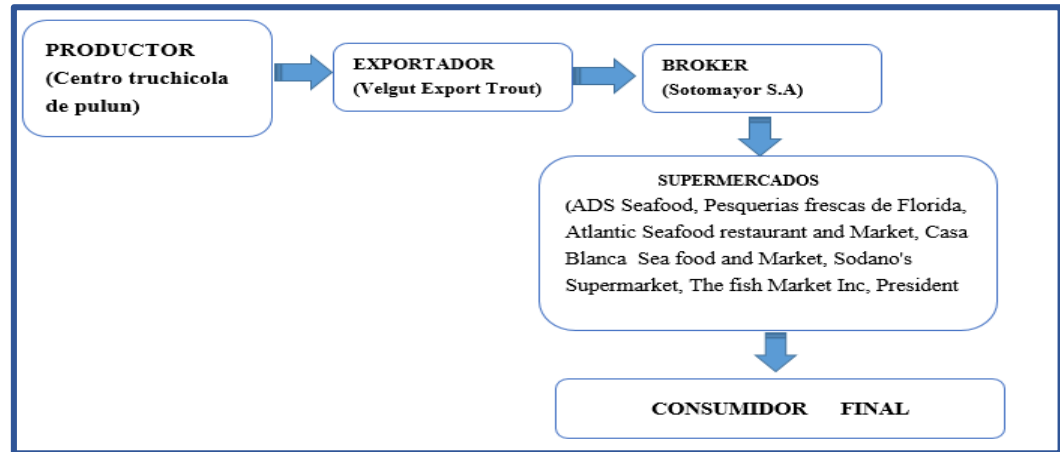 PRODUCTOR
(Centro truchicola
de pulun)
EXPORTADOR
(Velgut Export Trout)
BROKER
(Sotomayor S.A)
SUPERMERCADOS
(ADS Seafood, Pesquerias frescas de Florida,
Atlantic Seafood restaurant and Market, Casa
Blanca Sea food and Market, Sodano's
Supermarket, The fish Market Inc, President
CONSUMIDOR FINAL